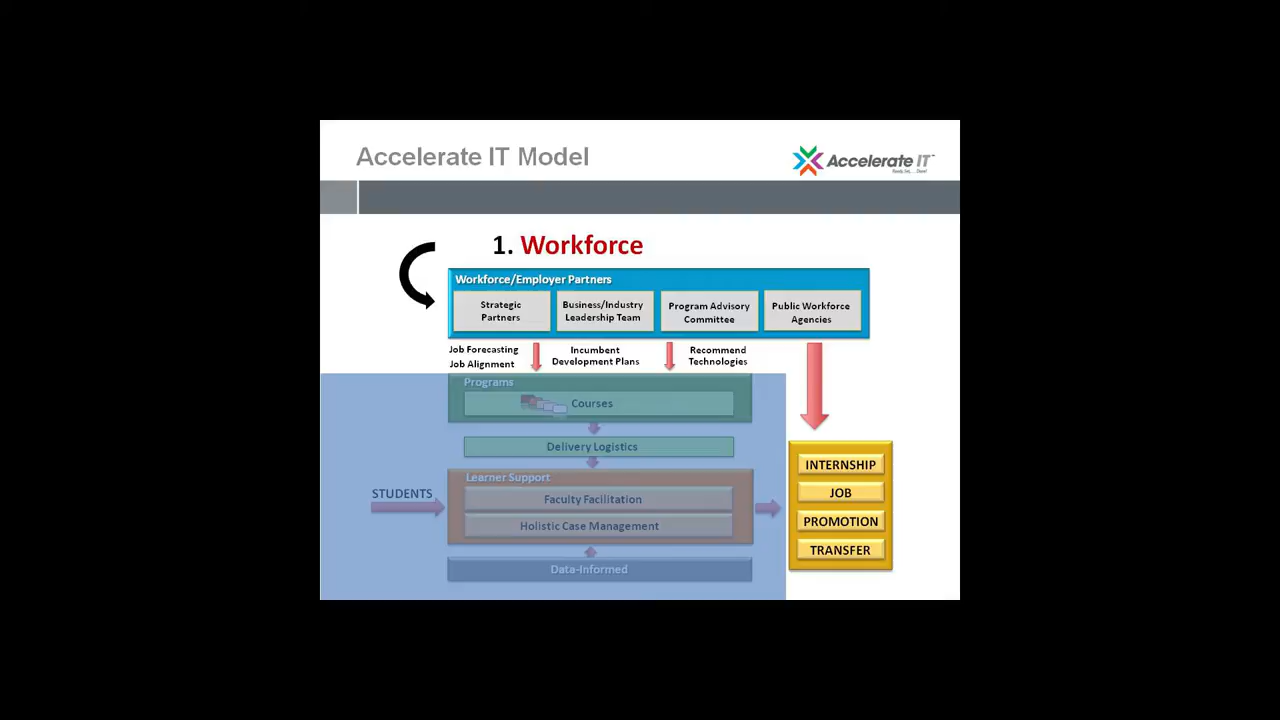 Accelerate IT Model
Accelerate IT™
1. Workforce
Workforce/Employer Partners
Strategic
Partners
Business/Industry
Leadership Team
Program Advisory
Committee
Public Workforce
Agencies
Job Forecasting
Job Alignment
Incumbent
Development Plans
Recommend
Technologies
Programs
Courses
Delivery Logistics
Learner Support
STUDENTS
Faculty Facilitation
Holistic Case Management
Data-Informed
INTERNSHIP
JOB
PROMOTION
TRANSFER